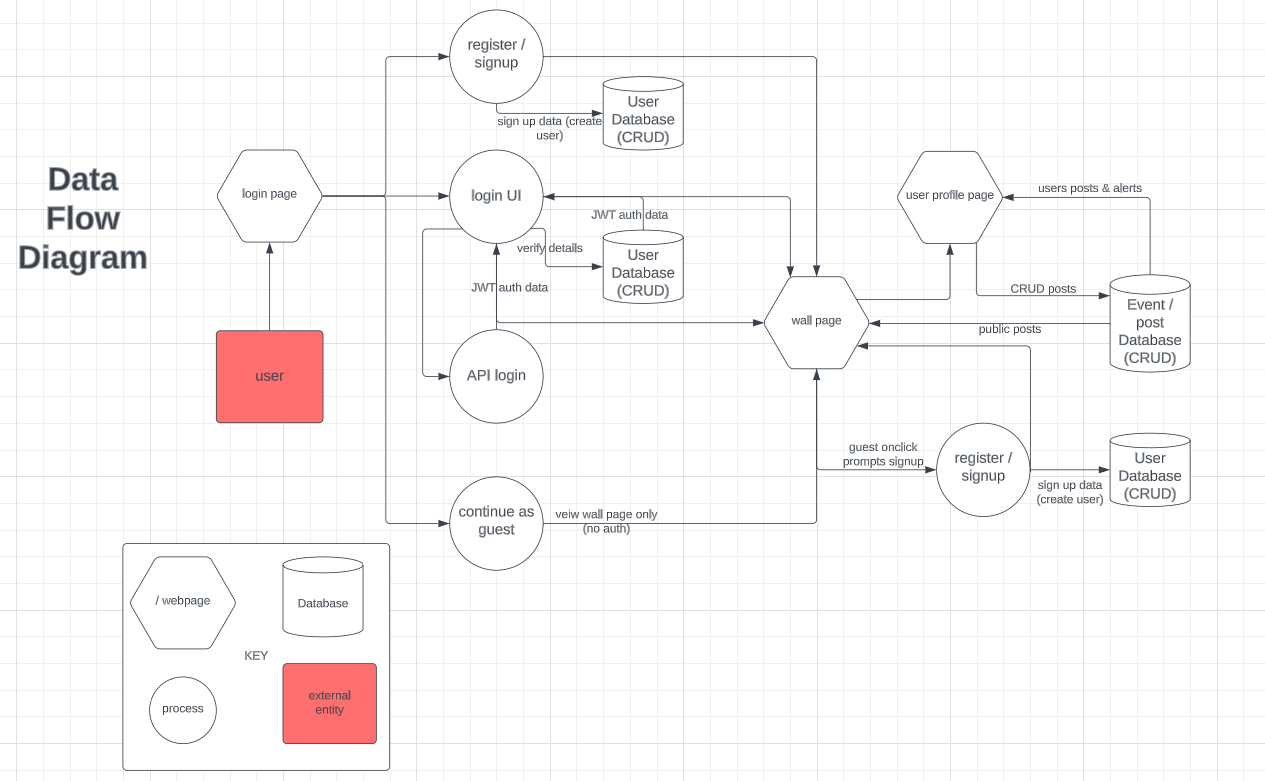 Data
Flow
Diagram
register /
signup
sign up data (create
user)
User
Database
(CRUD)
login page
login UI
JWT auth data
verify details
User
Database
(CRUD)
JWT auth data
user
API login
continue as
guest
veiw wall page only
(no auth)
wall page
user profile page
users posts & alerts
CRUD posts
public posts
Event /
post
Database
(CRUD)
guest onclick
prompts signup
register /
signup
sign up data
(create user)
User
Database
(CRUD)
/ webpage
Database
KEY
process
external
entity